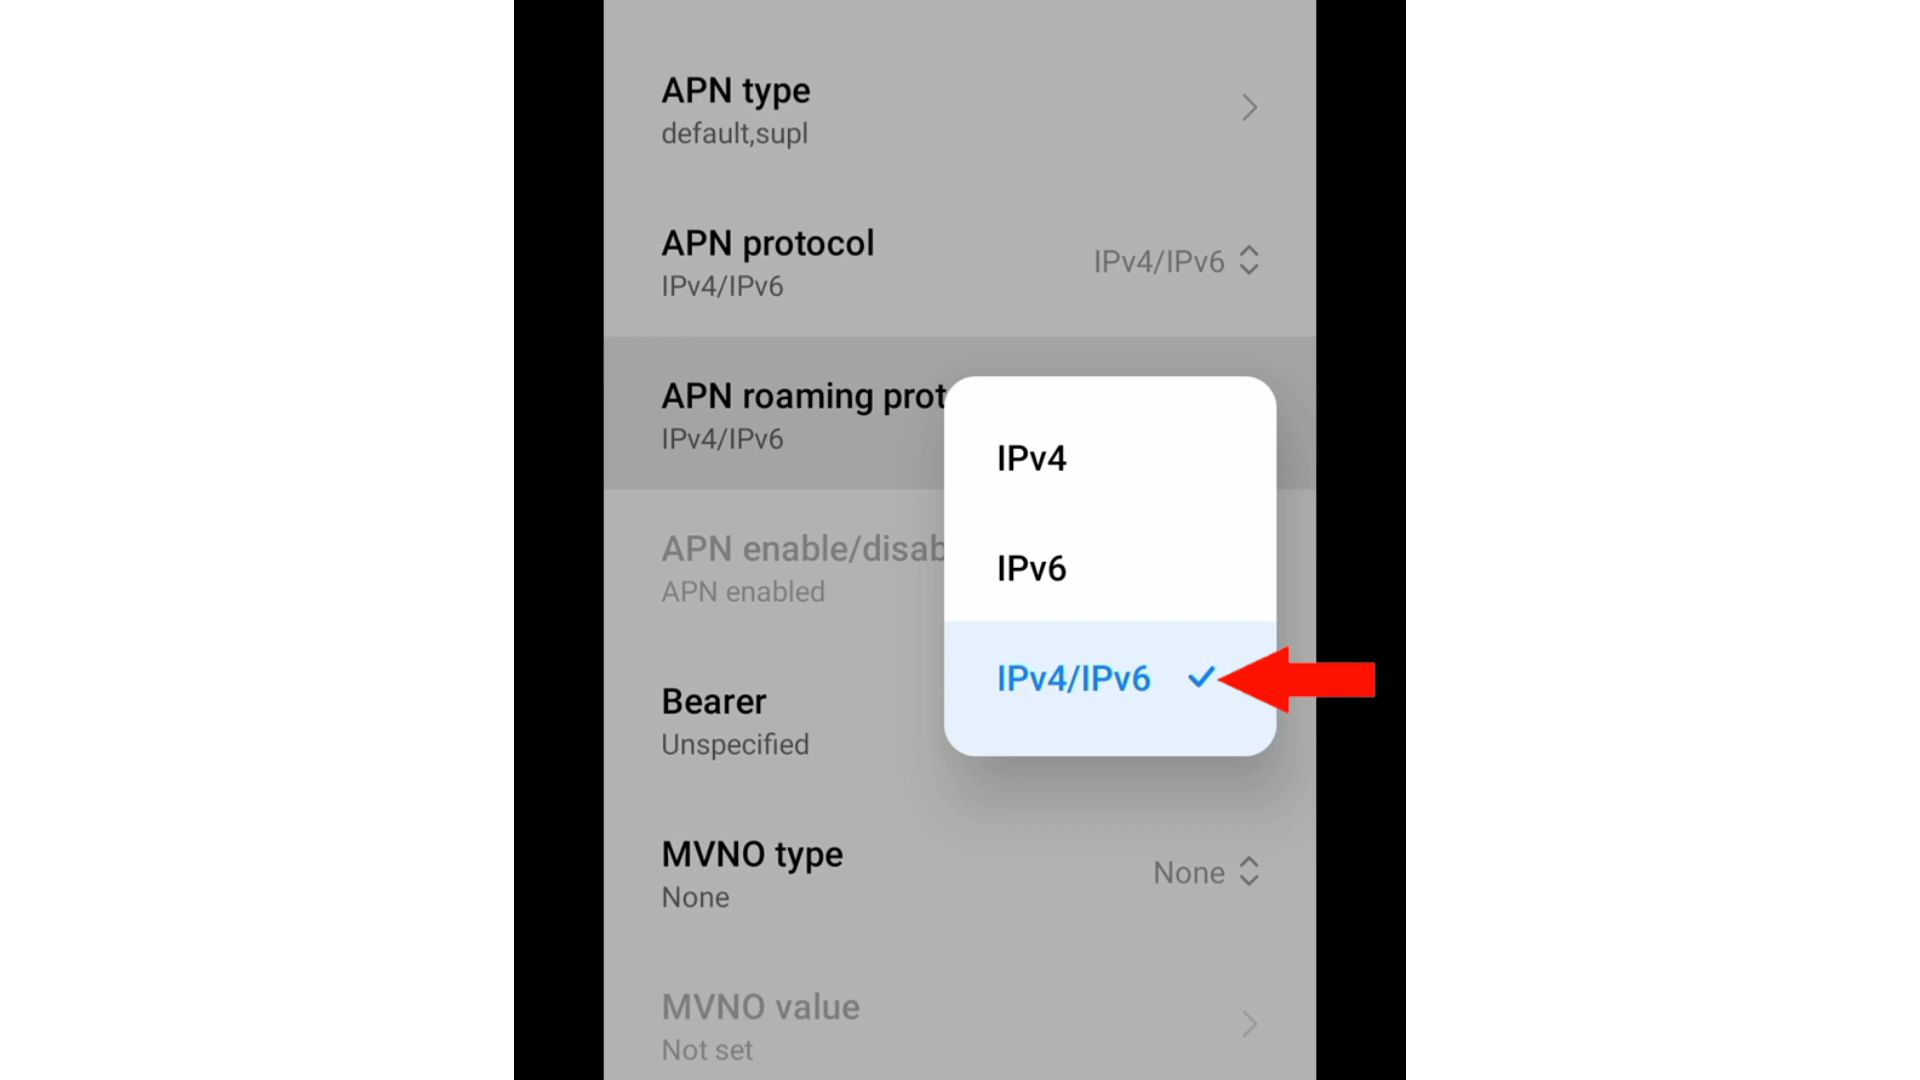 APN type
default,supl
APN protocol
IPv4/IPv6
IPv4/IPv6
APN roaming prot
IPv4/IPv6
IPv4
IPv6
IPv4/IPv6
APN enable/disab
APN enabled
Bearer
Unspecified
MVNO type
None
None
MVNO value
Not set